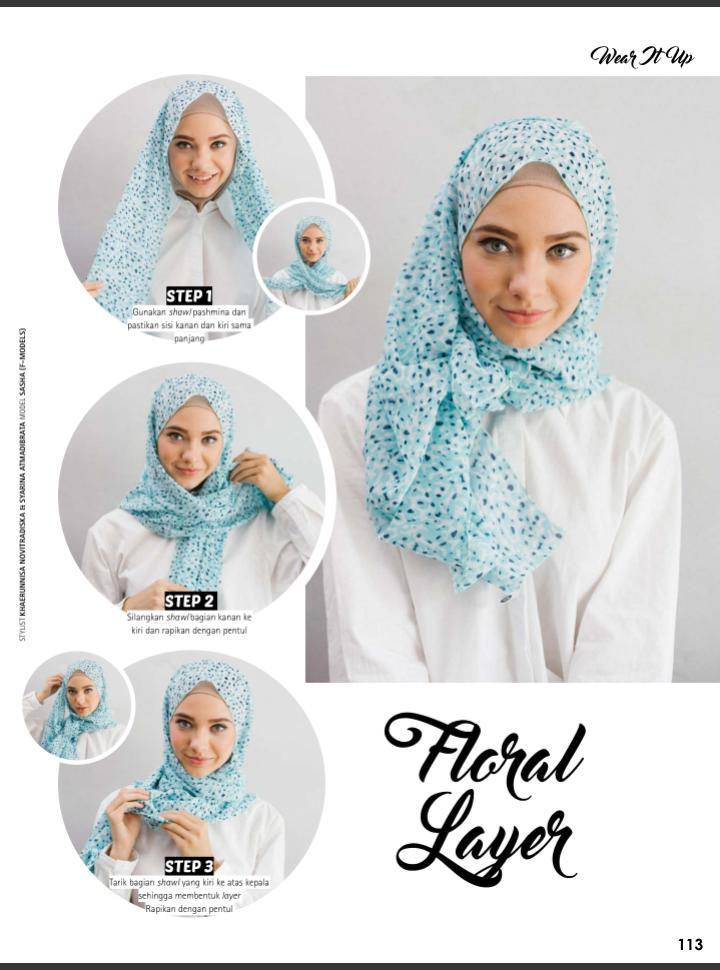 Wear It Up
STEP 1
Gunakan shawl pashmina dan
pastikan sisi kanan dan kiri sama
panjang
STEP 2
Silangkan shawl bagian kanan ke
kiri dan rapikan dengan pentul
STEP 3
Tarik bagian shawl yang kiri ke atas kepala
sehingga membentuk layer
Rapikan dengan pentul
STYLIST KHAERUNNISA NOVITRADISKA & SYARINA ATMADIBRATA MODEL SASHA (F-MODELS)
Floral
Layer
113